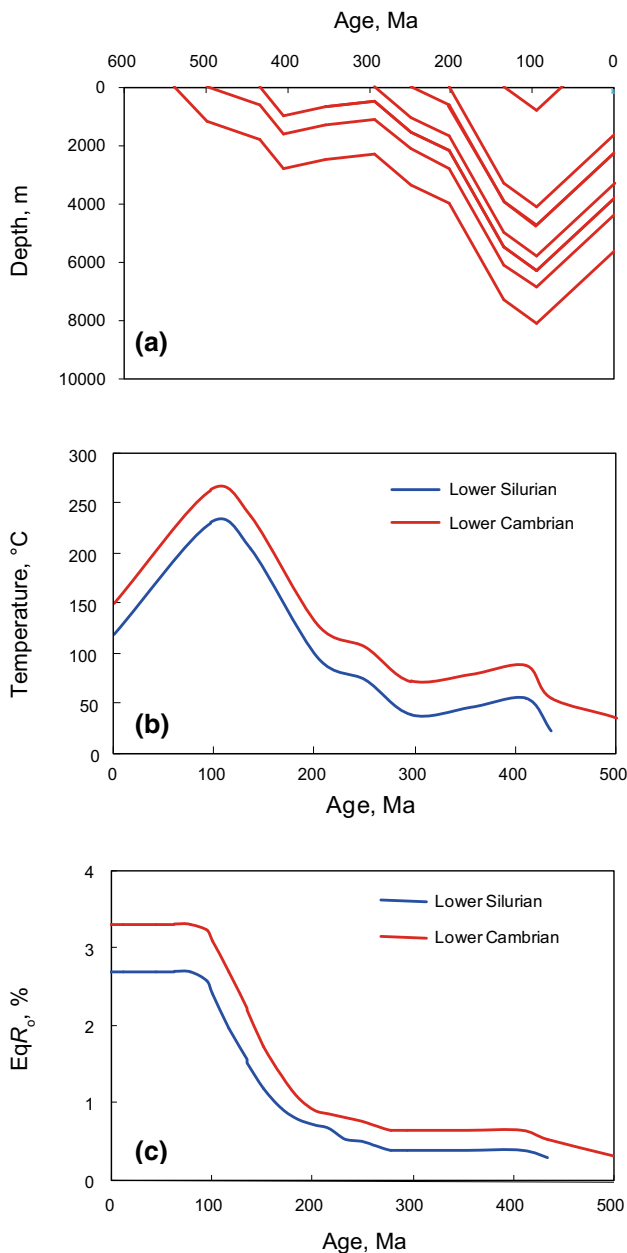 Age, Ma
600 500 400 300 200 100 0
Depth, m
0
2000
4000
6000
8000
10000
(a)
Temperature, °C
300
250
200
150
100
50
0
Lower Silurian
Lower Cambrian
(b)
0 100 200 300 400 500
Age, Ma
EqRo, %
4
3
2
1
0
Lower Silurian
Lower Cambrian
(c)
0 100 200 300 400 500
Age, Ma